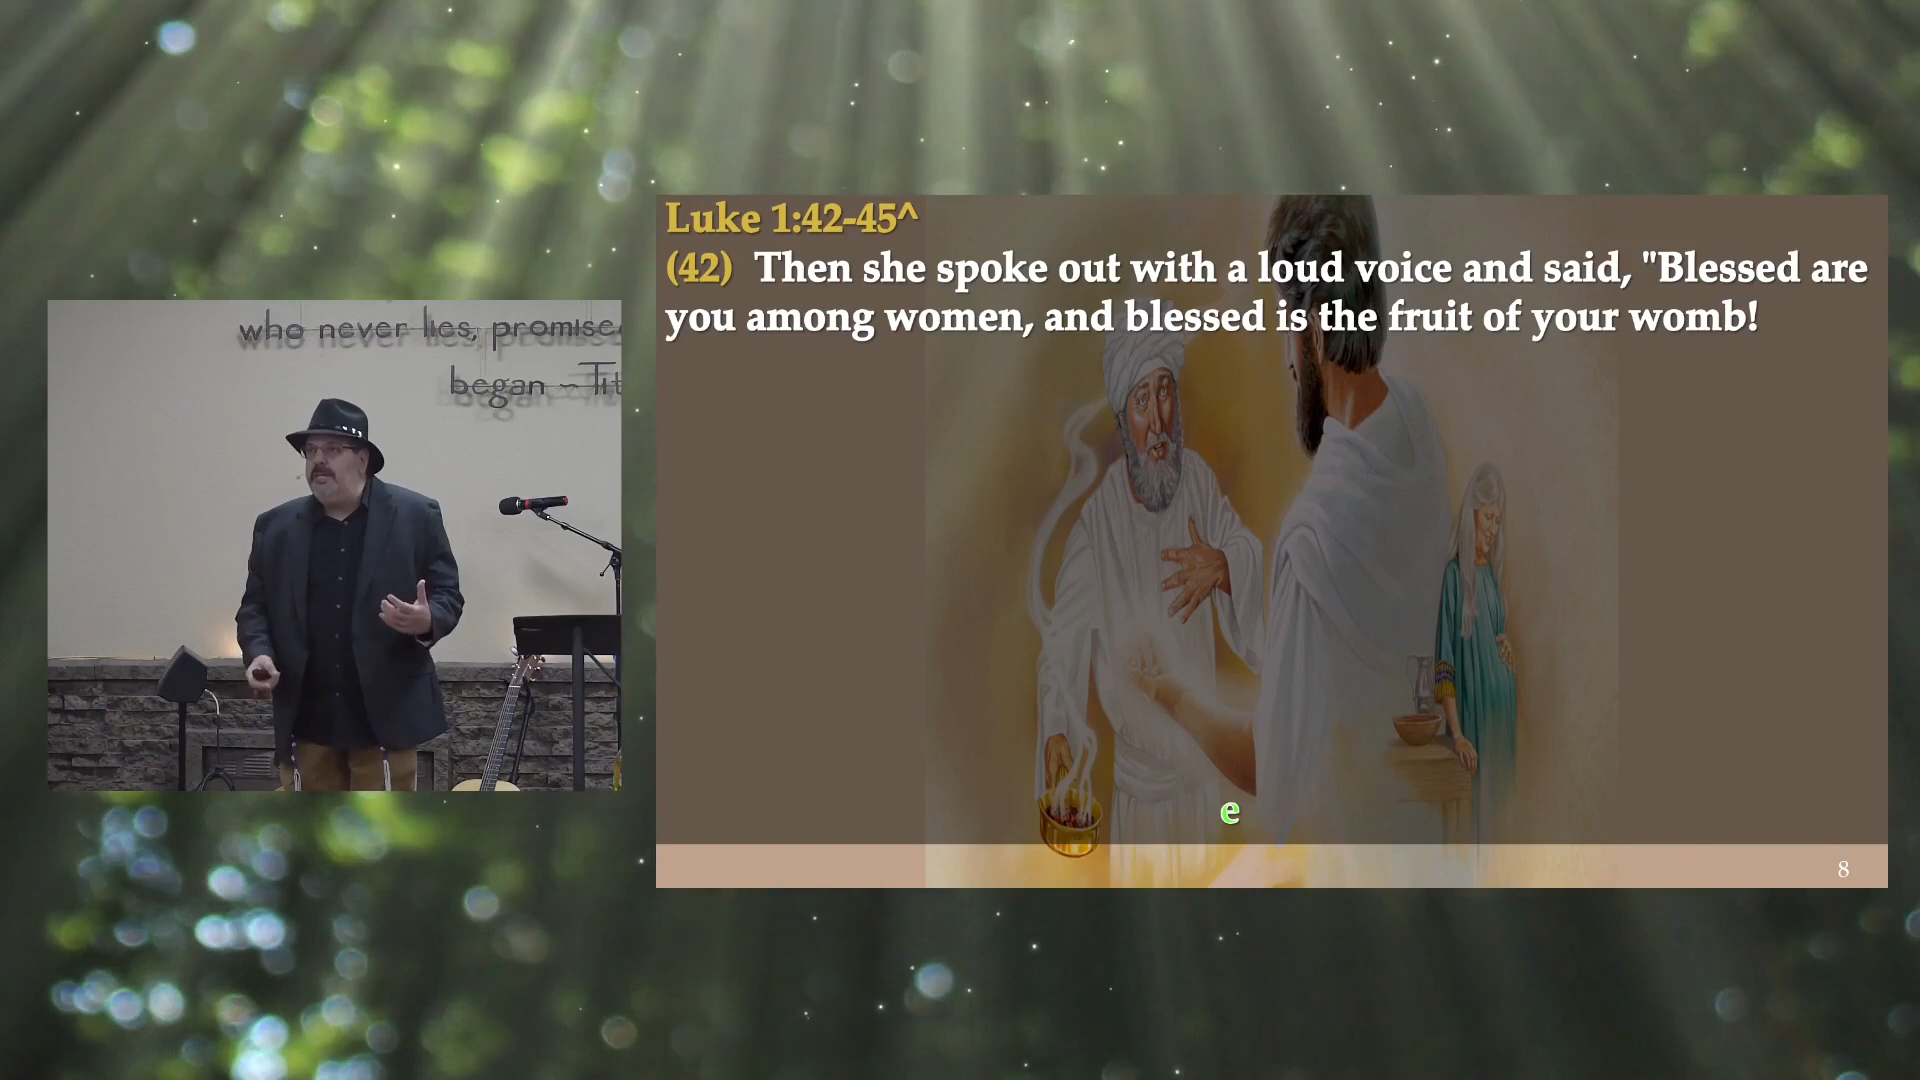 who never lies, promise
began ~ Tit
Luke 1:42-45^
(42) Then she spoke out with a loud voice and said, "Blessed are
you among women, and blessed is the fruit of your womb!
e
8